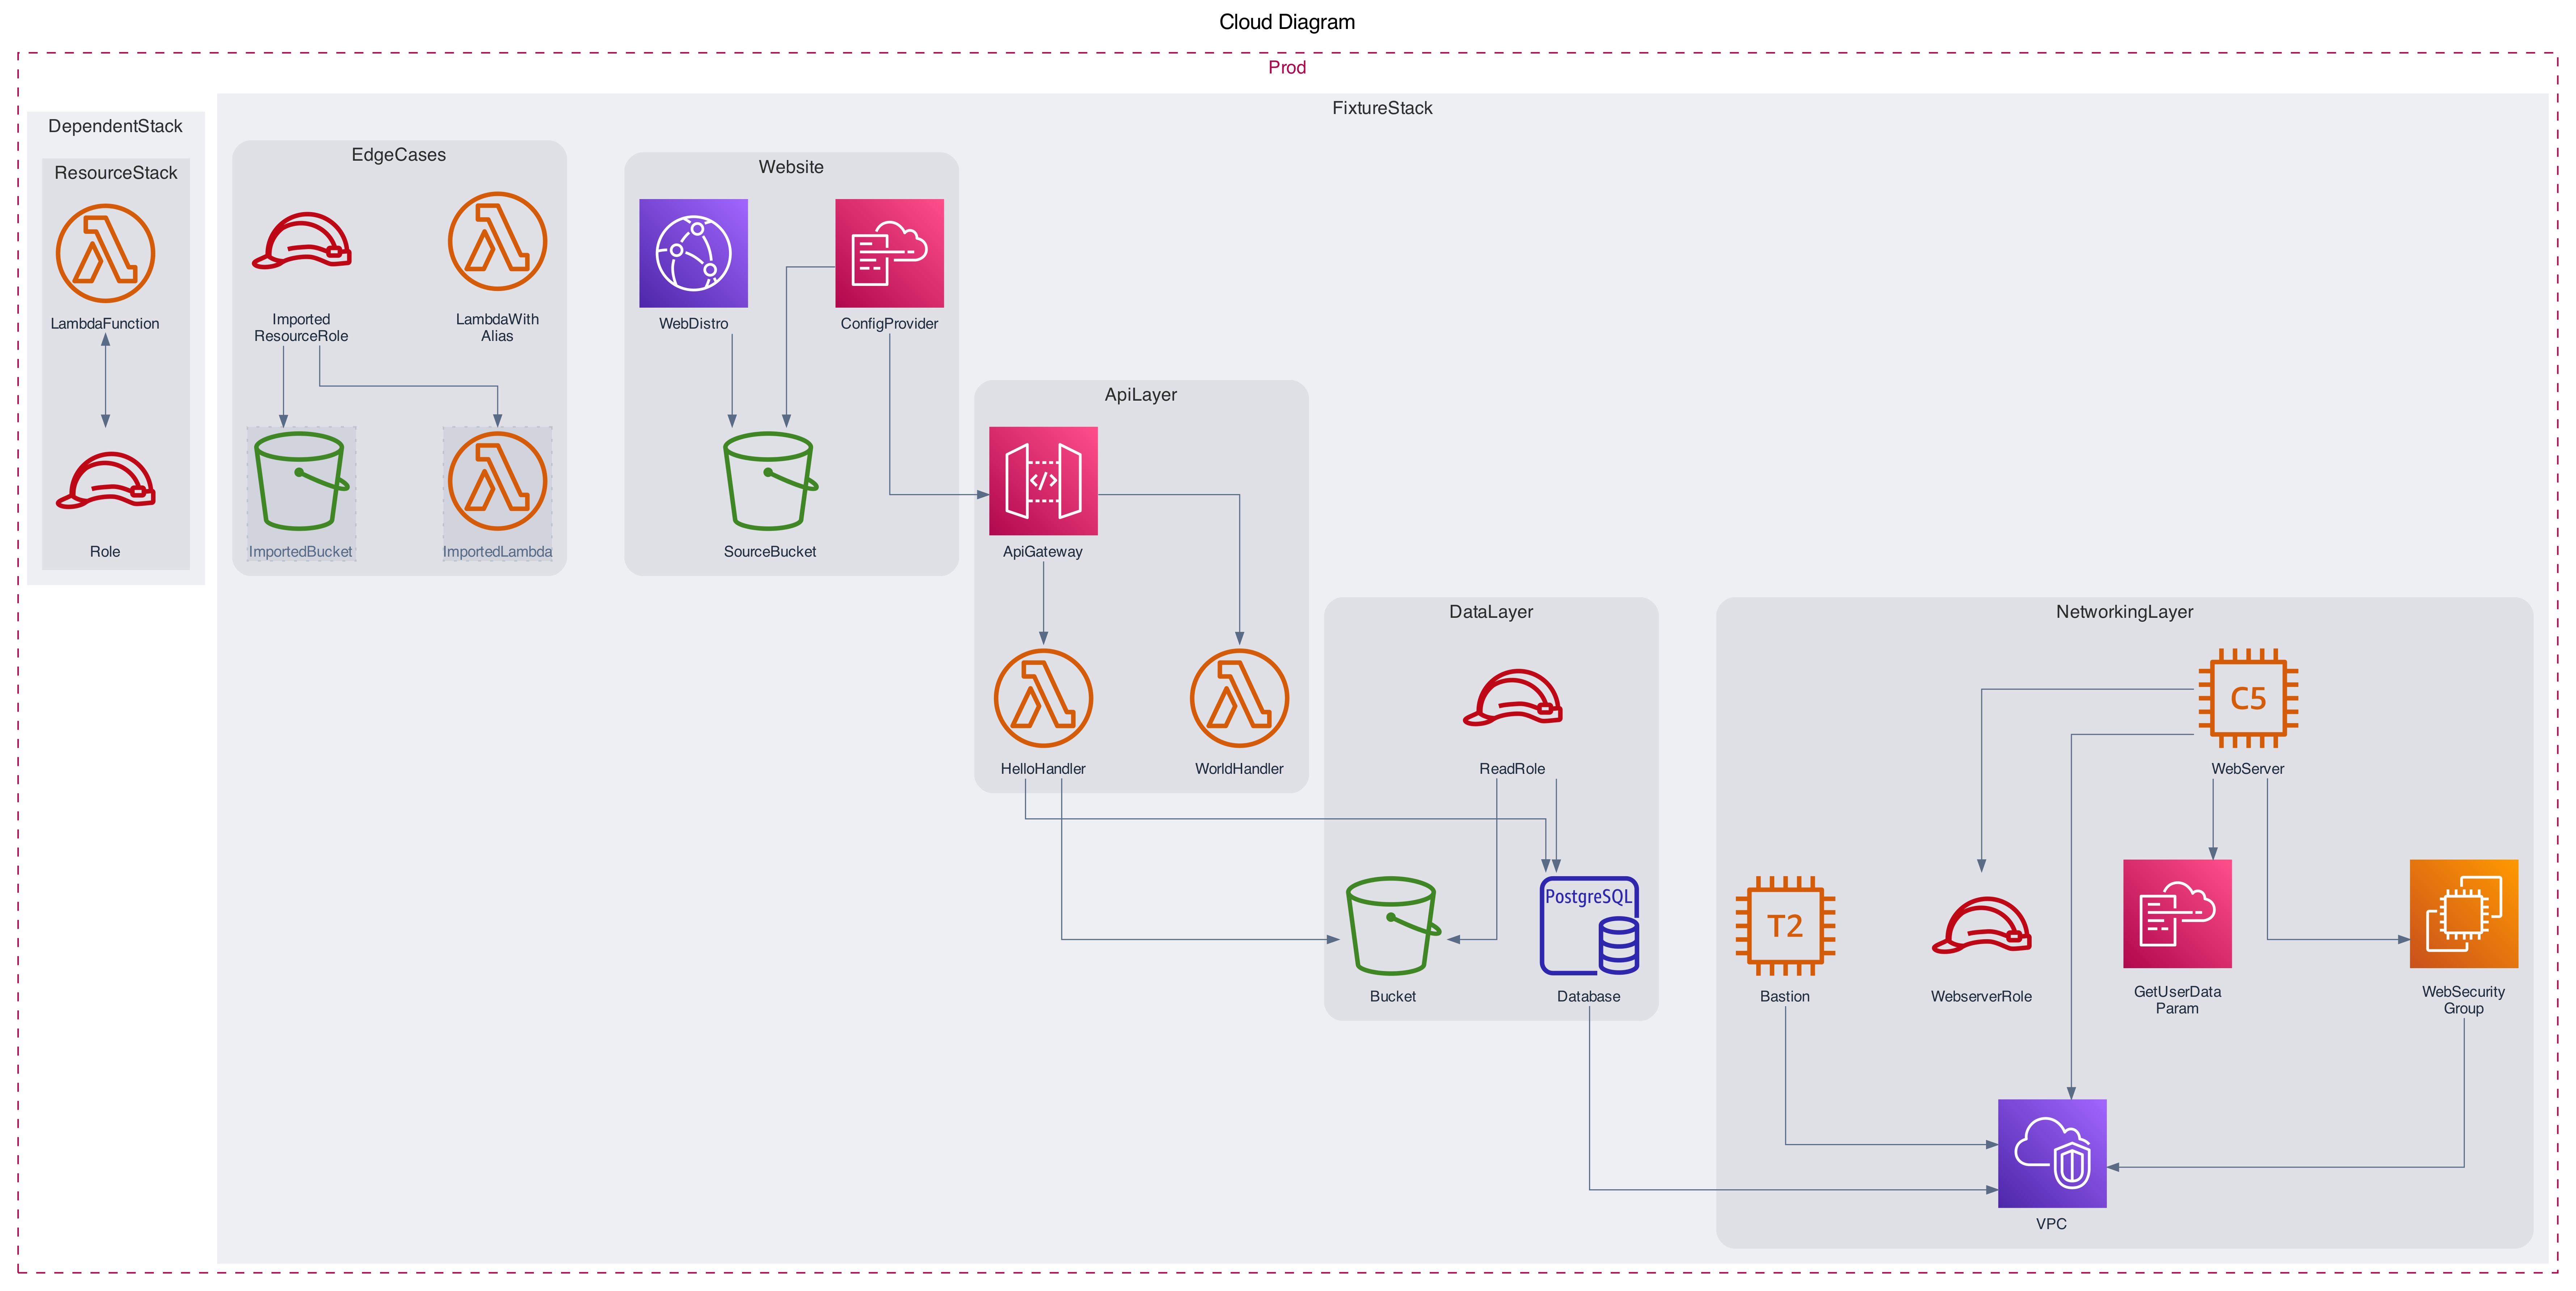 Cloud Diagram
Prod
FixtureStack
DependentStack
ResourceStack
LambdaFunction
Role
EdgeCases
Imported
ResourceRole
LambdaWith
Alias
ImportedBucket
ImportedLambda
Website
WebDistro
ConfigProvider
SourceBucket
ApiLayer
</>
ApiGateway
HelloHandler
WorldHandler
DataLayer
ReadRole
Bucket
PostgreSQL
Database
NetworkingLayer
C5
WebServer
T2
Bastion
WebserverRole
GetUserData
Param
WebSecurity
Group
VPC